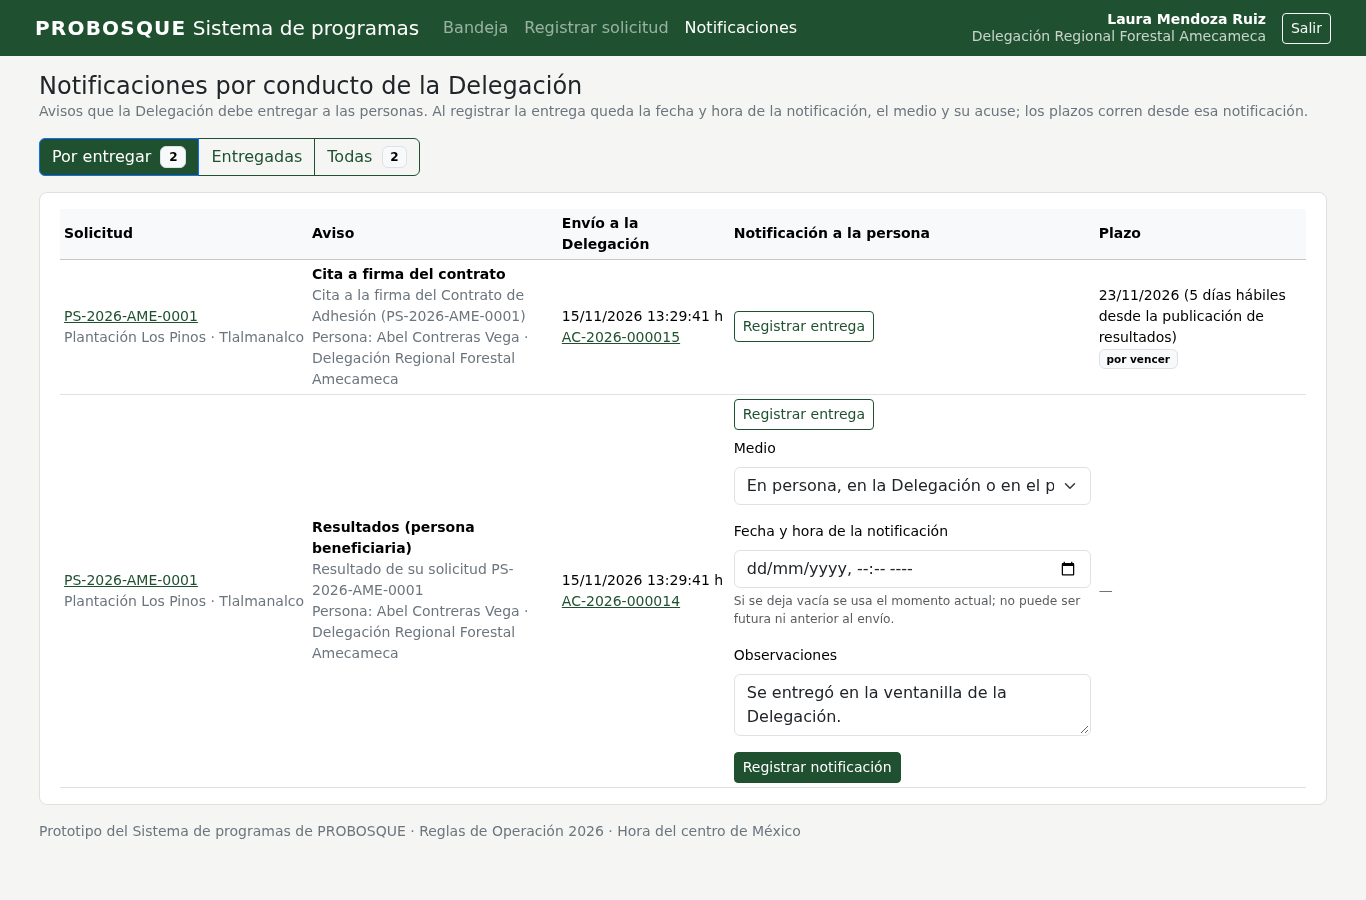 PROBOSQUE Sistema de programas Bandeja Registrar solicitud Notificaciones
Laura Mendoza Ruiz
Delegación Regional Forestal Amecameca
Salir
Notificaciones por conducto de la Delegación
Avisos que la Delegación debe entregar a las personas. Al registrar la entrega queda la fecha y hora de la notificación, el medio y su acuse; los plazos corren desde esa notificación.
Por entregar 2 Entregadas Todas 2
Solicitud
Aviso
Envío a la
Delegación
Notificación a la persona
Plazo
PS-2026-AME-0001
Plantación Los Pinos · Tlalmanalco
Cita a firma del contrato
Cita a la firma del Contrato de
Adhesión (PS-2026-AME-0001)
Persona: Abel Contreras Vega ·
Delegación Regional Forestal
Amecameca
15/11/2026 13:29:41 h
AC-2026-000015
Registrar entrega
23/11/2026 (5 días hábiles
desde la publicación de
resultados)
por vencer
PS-2026-AME-0001
Plantación Los Pinos · Tlalmanalco
Resultados (persona
beneficiaria)
Resultado de su solicitud PS-
2026-AME-0001
Persona: Abel Contreras Vega ·
Delegación Regional Forestal
Amecameca
15/11/2026 13:29:41 h
AC-2026-000014
Registrar entrega
Medio
En persona, en la Delegación o en el p
Fecha y hora de la notificación
dd/mm/yyyy, --:-- ----
Si se deja vacía se usa el momento actual; no puede ser
futura ni anterior al envío.
Observaciones
Se entregó en la ventanilla de la
Delegación.
Registrar notificación
—
Prototipo del Sistema de programas de PROBOSQUE · Reglas de Operación 2026 · Hora del centro de México